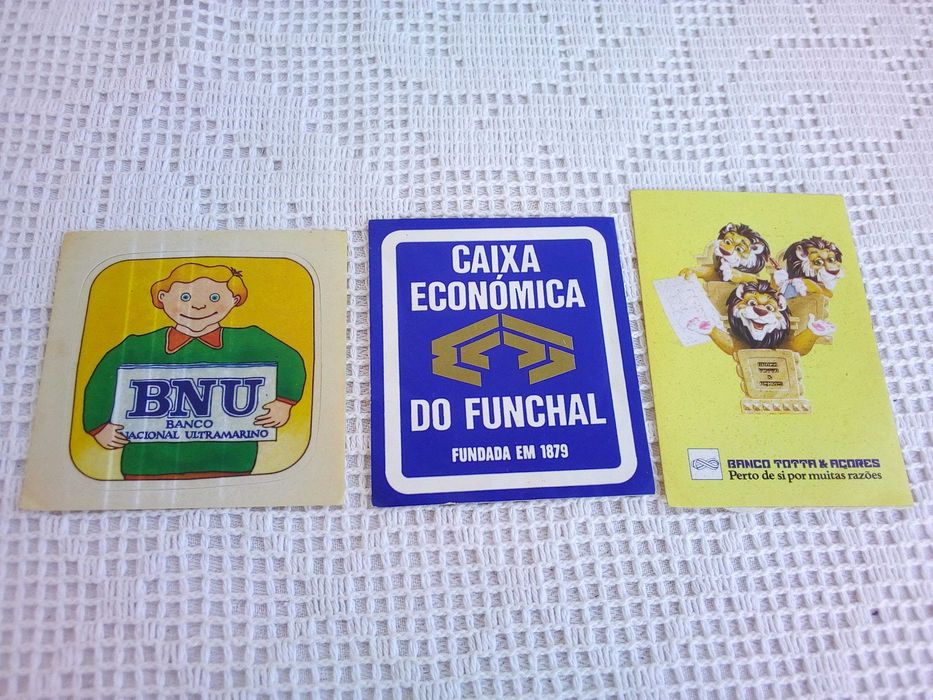 BNU
BANCO
NACIONAL ULTRAMARINO
CAIXA
ECONÓMICA
DO FUNCHAL
FUNDADA EM 1879
BANCO TOTTA & AÇORES
Perto de si por muitas razões